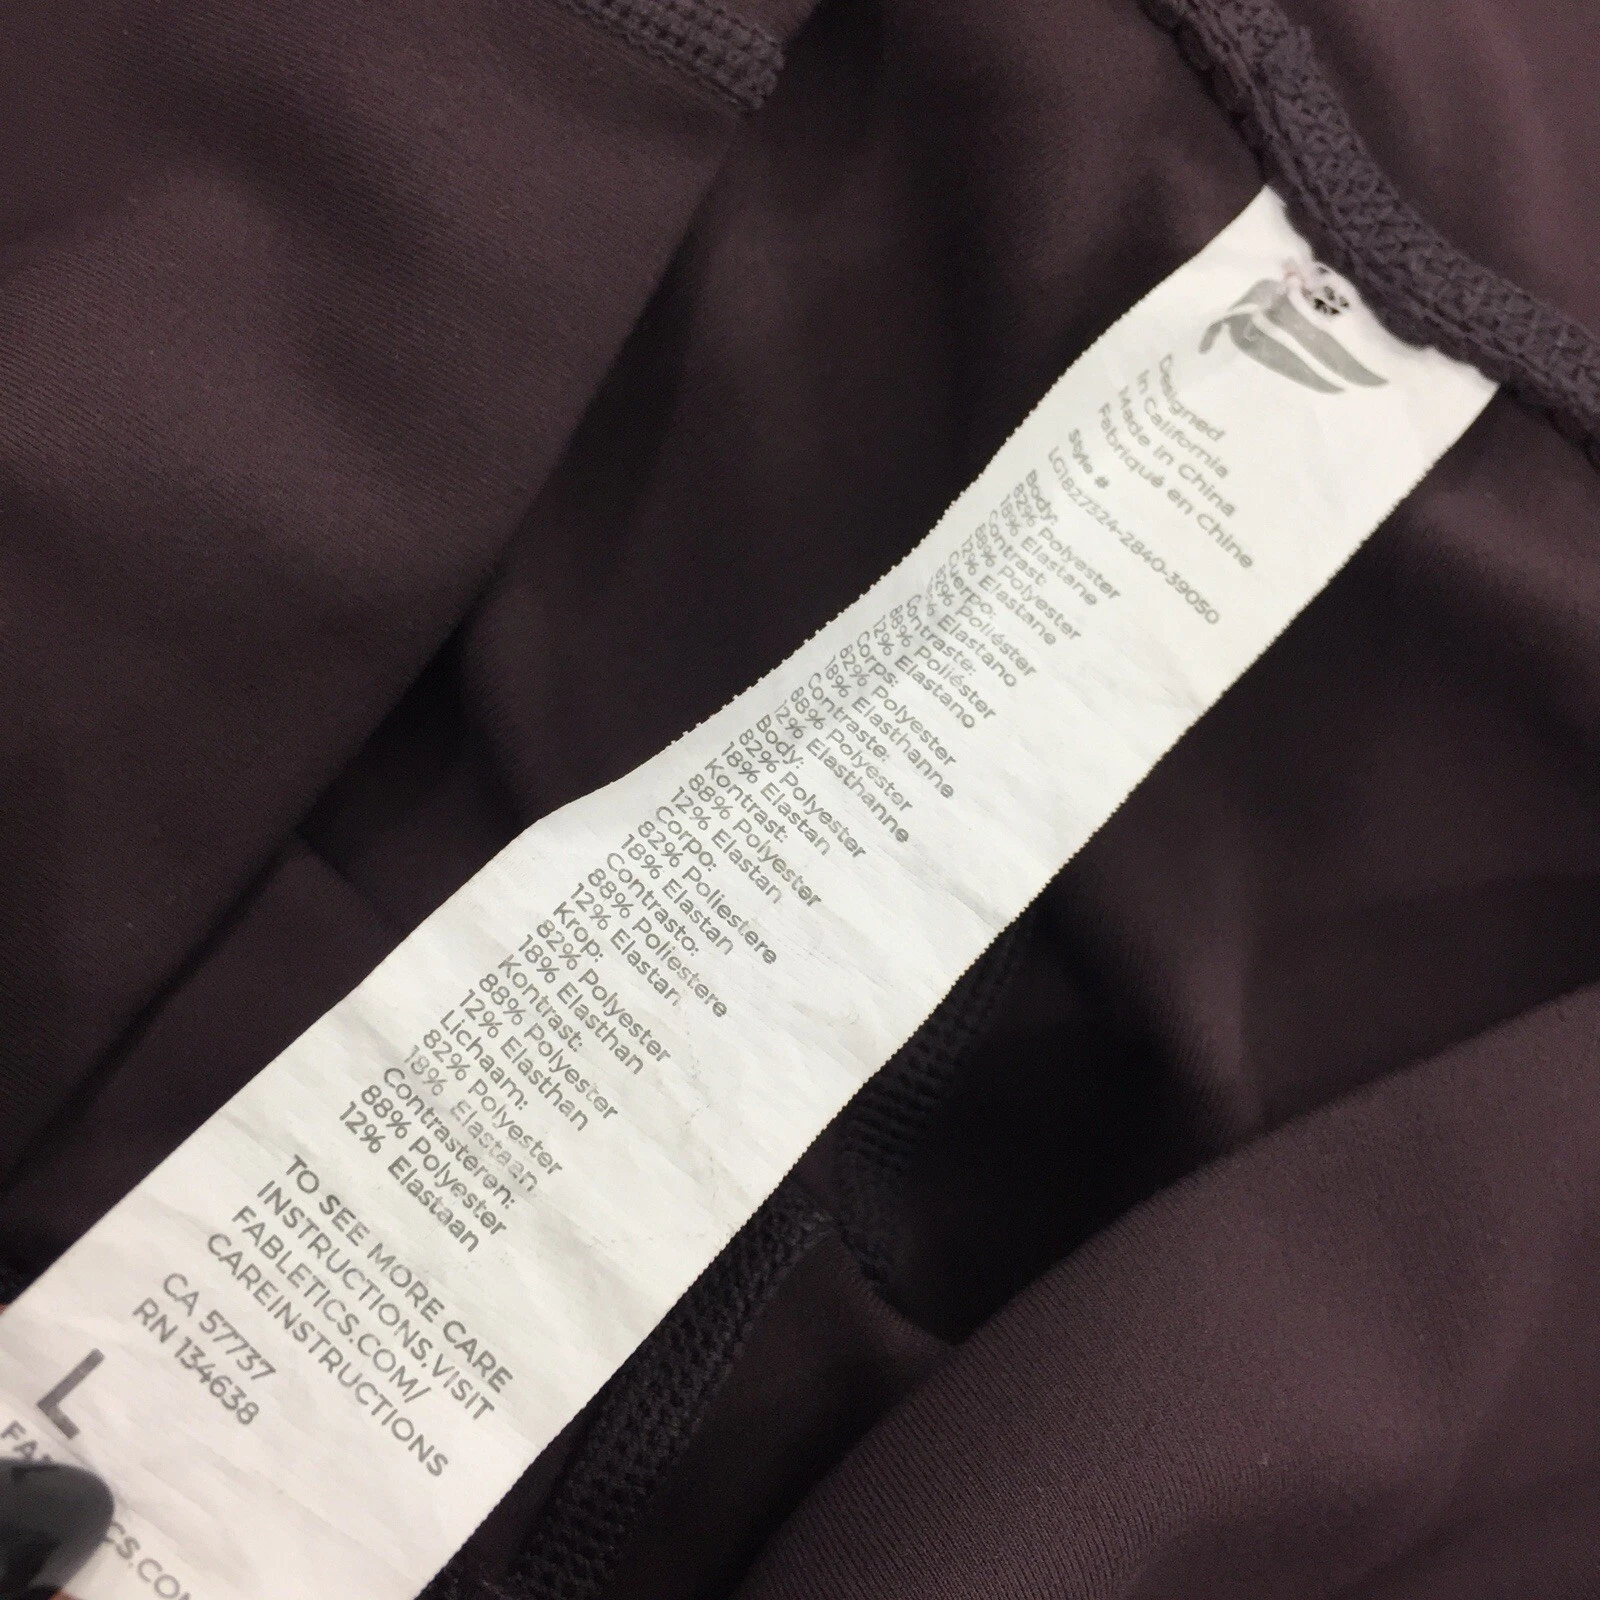 Designed
In California
Made in China
Fabriqué en Chine
Style #
LG1827324-2840-39050
Body:
82% Polyester
18% Elastane
Contrast:
88% Polyester
12% Elastane
Cuerpo:
82% Poliéster
Elastano
Contraste:
88% Poliéster
12% Elastano
Corps:
82% Polyester
18% Elasthanne
Contraste:
88% Polyester
12% Elasthanne
Body:
82% Polyester
18% Elastan
Kontrast:
88% Polyester
12% Elastan
Corpo:
82% Poliestere
18% Elastan
Contrasto:
88% Poliestere
12% Elastan
Krop:
82% Polyester
18% Elasthan
Kontrast:
88% Polyester
12% Elasthan
Lichaam:
82% Polyester
18% Elastaan
Contrasteren:
88% Polyester
12% Elastaan
TO SEE MORE CARE
INSTRUCTIONS, VISIT
FABLETICS.COM/
CAREINSTRUCTIONS
CA 57737
RN 134638
L